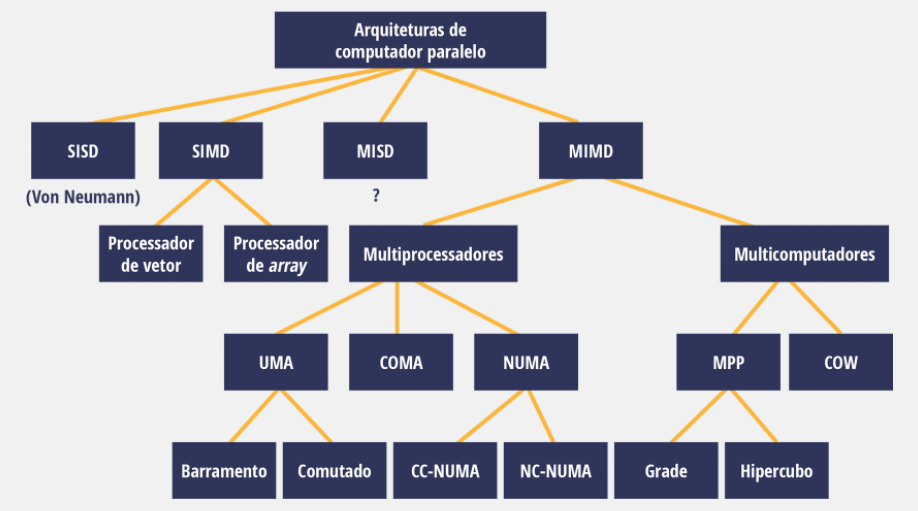 Arquiteturas de
computador paralelo
SISD
SIMD
MISD
MIMD
(Von Neumann)
?
Processador
de vetor
Processador
de array
Multiprocessadores
Multicomputadores
UMA
COMA
NUMA
MPP
COW
Barramento
Comutado
CC-NUMA
NC-NUMA
Grade
Hipercubo